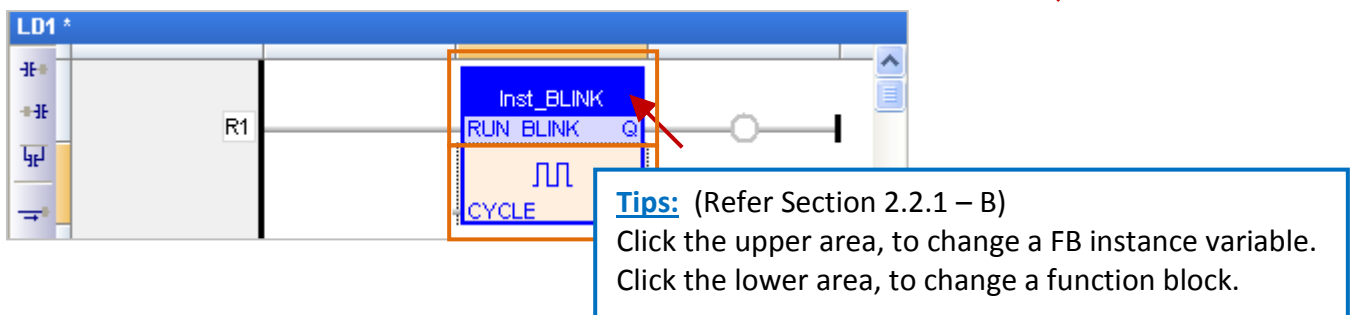 LD1 *
Inst_BLINK
R1
RUN BLINK Q
CYCLE
Tips: (Refer Section 2.2.1 – B)
Click the upper area, to change a FB instance variable.
Click the lower area, to change a function block.